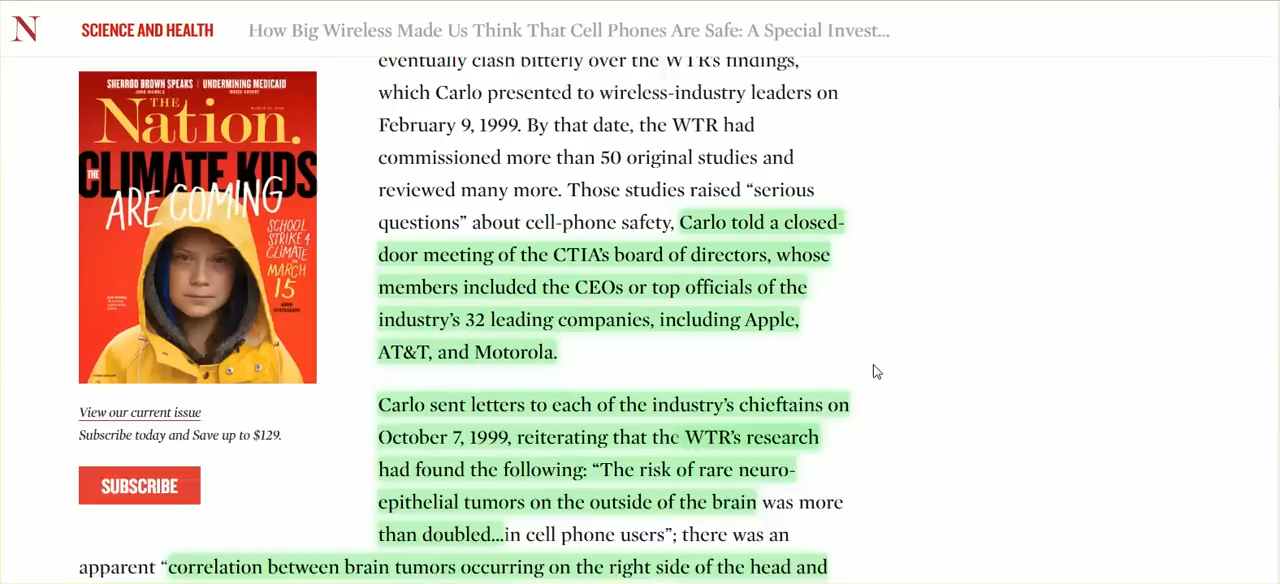 N
SCIENCE AND HEALTH
How Big Wireless Made Us Think That Cell Phones Are Safe: A Special Invest...
SHERROD BROWN SPEAKS | UNDERMINING MEDICAID
THE
Nation.
THE CLIMATE KIDS
ARE COMING
SCHOOL
STRIKE 4
CLIMATE
MARCH
15
View our current issue
Subscribe today and Save up to $129.
SUBSCRIBE
eventually clash bitterly over the WTR's findings,
which Carlo presented to wireless-industry leaders on
February 9, 1999. By that date, the WTR had
commissioned more than 50 original studies and
reviewed many more. Those studies raised “serious
questions” about cell-phone safety, Carlo told a closed-
door meeting of the CTIA’s board of directors, whose
members included the CEOs or top officials of the
industry’s 32 leading companies, including Apple,
AT&T, and Motorola.
Carlo sent letters to each of the industry’s chieftains on
October 7, 1999, reiterating that the WTR’s research
had found the following: “The risk of rare neuro-
epithelial tumors on the outside of the brain was more
than doubled...in cell phone users”; there was an
apparent “correlation between brain tumors occurring on the right side of the head and